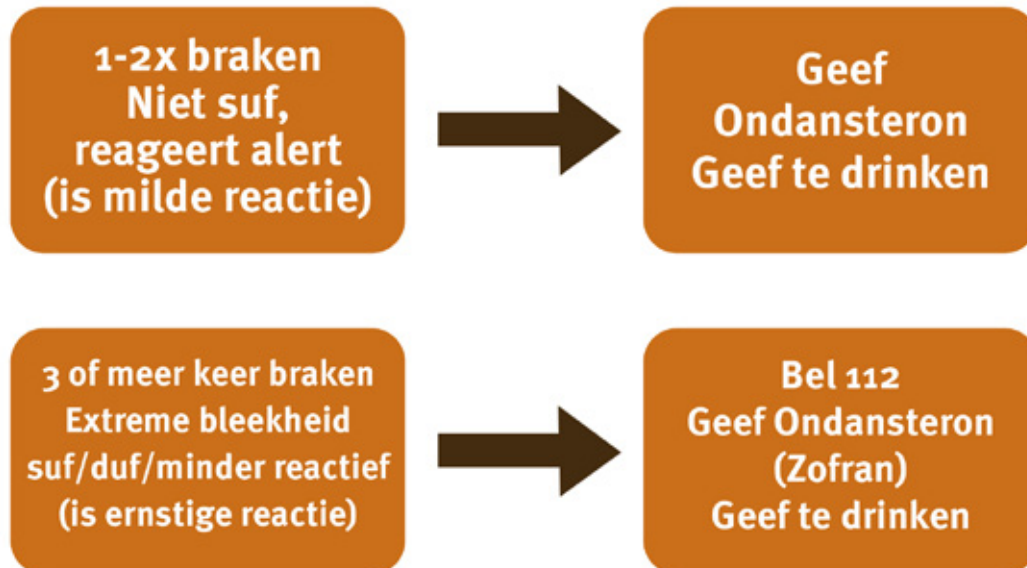 1-2x braken
Niet suf,
reageert alert
(is milde reactie)
Geef
Ondansteron
Geef te drinken
3 of meer keer braken
Extreme bleekheid
suf/duf/minder reactief
(is ernstige reactie)
Bel 112
Geef Ondansteron
(Zofran)
Geef te drinken